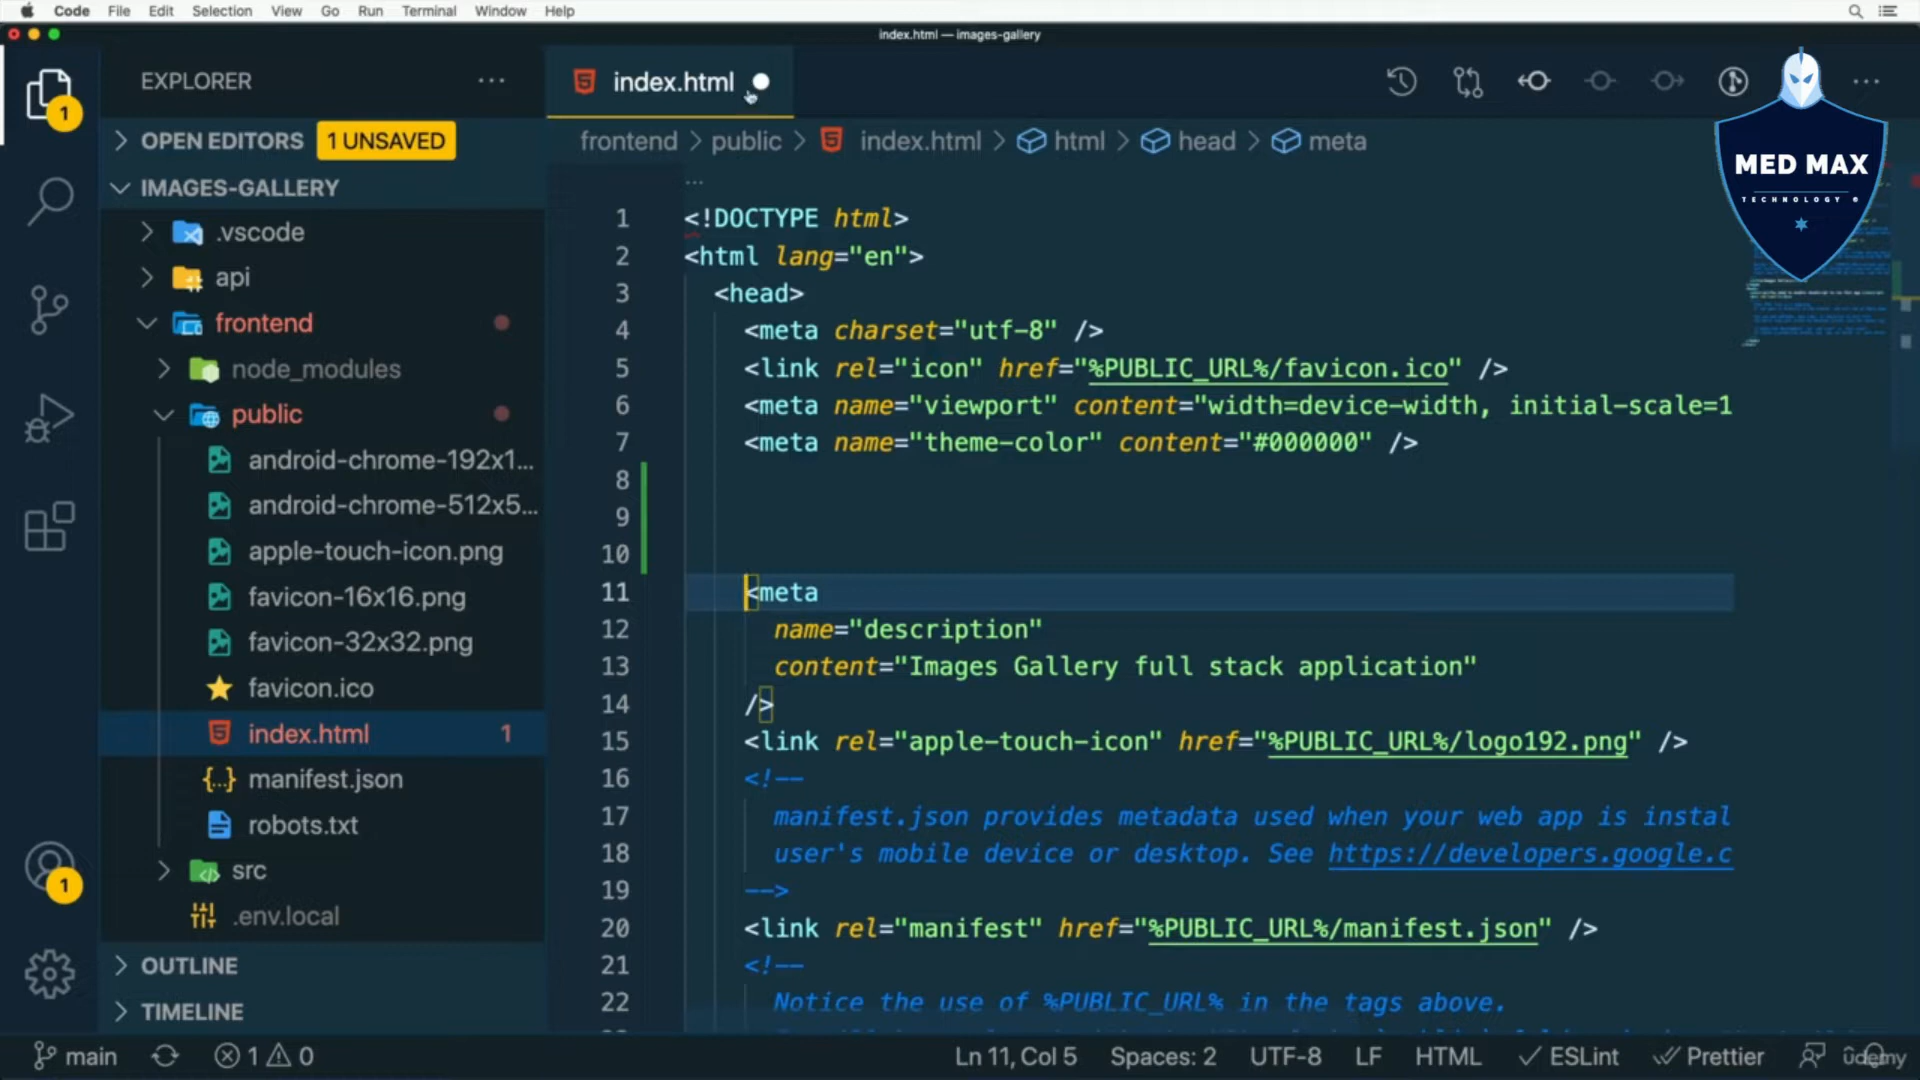 Code File Edit Selection View Go Run Terminal Window Help
index.html — images-gallery
EXPLORER
index.html
MED MAX
TECHNOLOGY
OPEN EDITORS 1 UNSAVED
frontend > public > index.html > html > head > meta
IMAGES-GALLERY
.vscode
api
frontend
node_modules
public
android-chrome-192x1...
android-chrome-512x5...
apple-touch-icon.png
favicon-16x16.png
favicon-32x32.png
favicon.ico
index.html 1
manifest.json
robots.txt
src
.env.local
OUTLINE
TIMELINE
1
1
...
1 <!DOCTYPE html>
2 <html lang="en">
3 <head>
4 <meta charset="utf-8" />
5 <link rel="icon" href="%PUBLIC_URL%/favicon.ico" />
6 <meta name="viewport" content="width=device-width, initial-scale=1
7 <meta name="theme-color" content="#000000" />
8
9
10
11 <meta
12 name="description"
13 content="Images Gallery full stack application"
14 />
15 <link rel="apple-touch-icon" href="%PUBLIC_URL%/logo192.png" />
16 <!--
17 manifest.json provides metadata used when your web app is instal
18 user's mobile device or desktop. See https://developers.google.c
19 -->
20 <link rel="manifest" href="%PUBLIC_URL%/manifest.json" />
21 <!--
22 Notice the use of %PUBLIC_URL% in the tags above.
main 1 0 Ln 11, Col 5 Spaces: 2 UTF-8 LF HTML ESLint Prettier
udemy